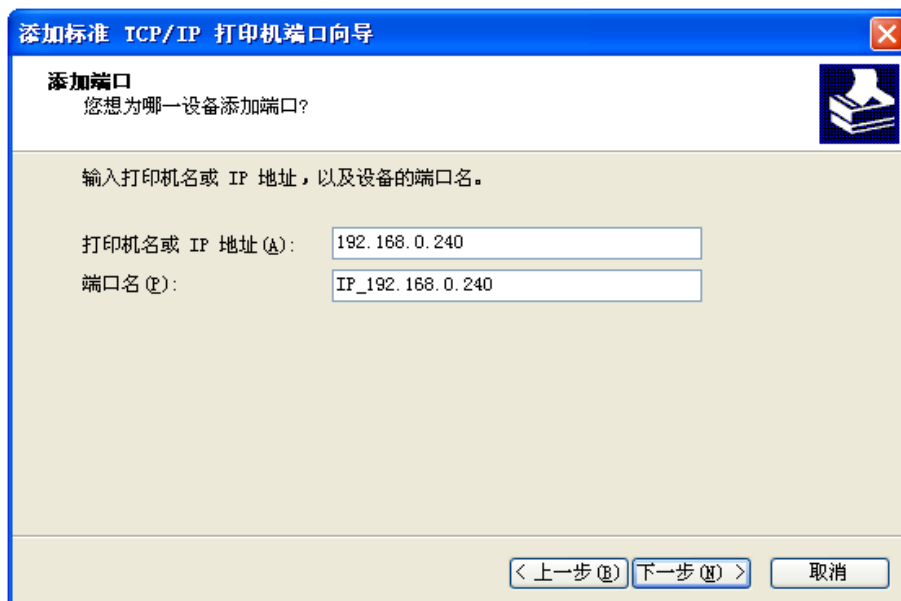 添加标准 TCP/IP 打印机端口向导
添加端口
您想为哪一设备添加端口?
输入打印机名或 IP 地址，以及设备的端口名。
打印机名或 IP 地址(A): 192.168.0.240
端口名(P): IP_192.168.0.240
< 上一步(B) 下一步(N) > 取消